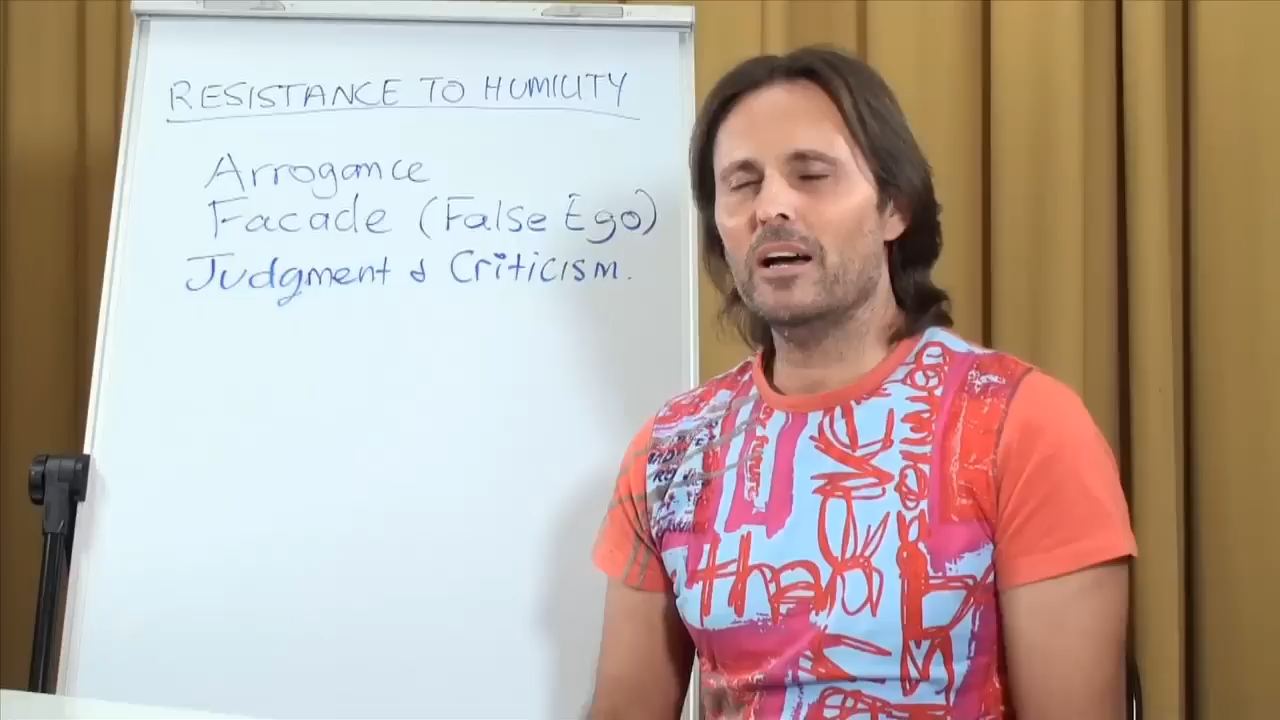 RESISTANCE TO HUMILITY
Arrogance
Facade (False Ego)
Judgment & Criticism.